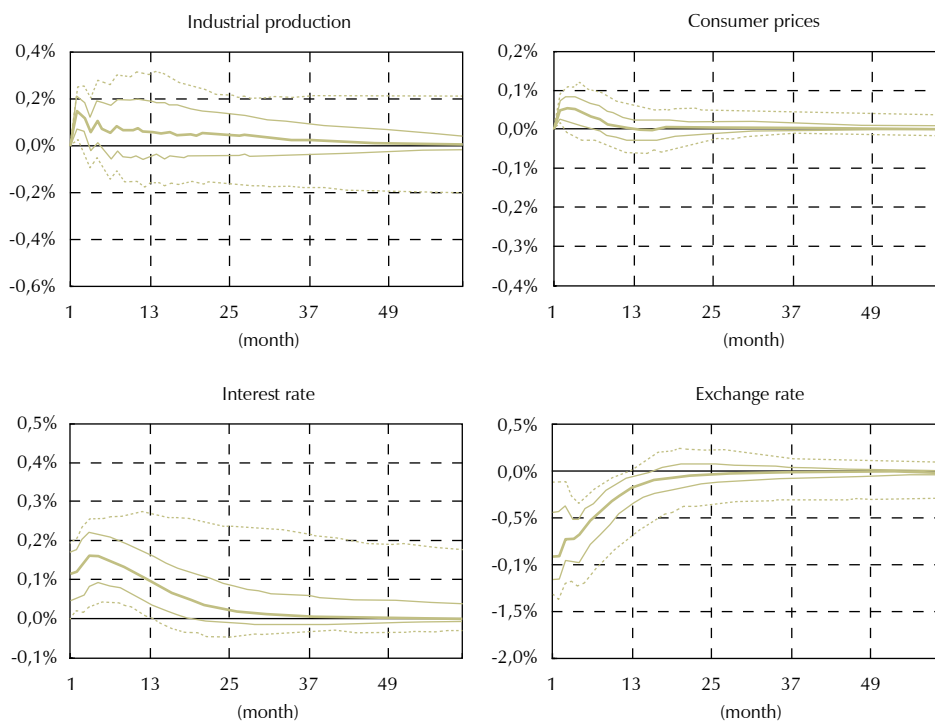 Industrial production
0,4%
0,2%
0,0%
-0,2%
-0,4%
-0,6%
1 13 25 37 49
(month)
Consumer prices
0,2%
0,1%
0,0%
-0,1%
-0,2%
-0,3%
-0,4%
1 13 25 37 49
(month)
Interest rate
0,5%
0,4%
0,3%
0,2%
0,1%
0,0%
-0,1%
1 13 25 37 49
(month)
Exchange rate
0,5%
0,0%
-0,5%
-0,1%
-1,5%
-2,0%
1 13 25 37 49
(month)